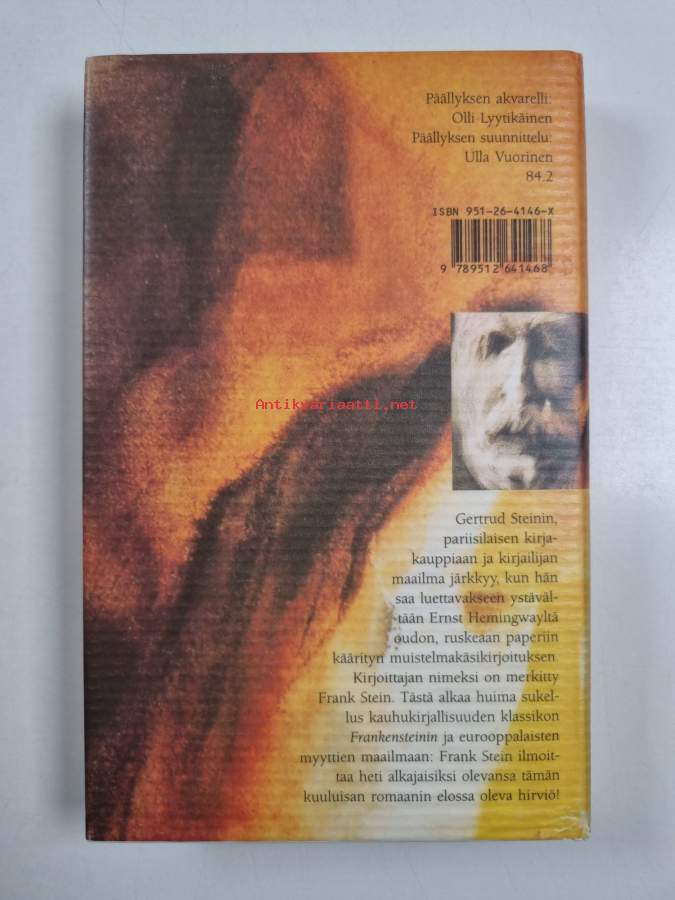 Päällyksen akvarelli:
Olli Lyytikäinen
Päällyksen suunnittelu:
Ulla Vuorinen
84.2
ISBN 951-26-4146-X
9 789512 641468
Antikvariaatti.net
Gertrud Steinin,
pariisilaisen kirja-
kauppiaan ja kirjailijan
maailma järkkyy, kun hän
saa luettavakseen ystäväl-
tään Ernst Hemingwayltä
oudon, ruskeaan paperiin
käärityn muistelmakäsikirjoituksen.
Kirjoittajan nimeksi on merkitty
Frank Stein. Tästä alkaa huima sukel-
lus kauhukirjallisuuden klassikon
Frankensteinin ja eurooppalaisten
myyttien maailmaan: Frank Stein ilmoit-
taa heti alkajaisiksi olevansa tämän
kuuluisan romaanin elossa oleva hirviö!